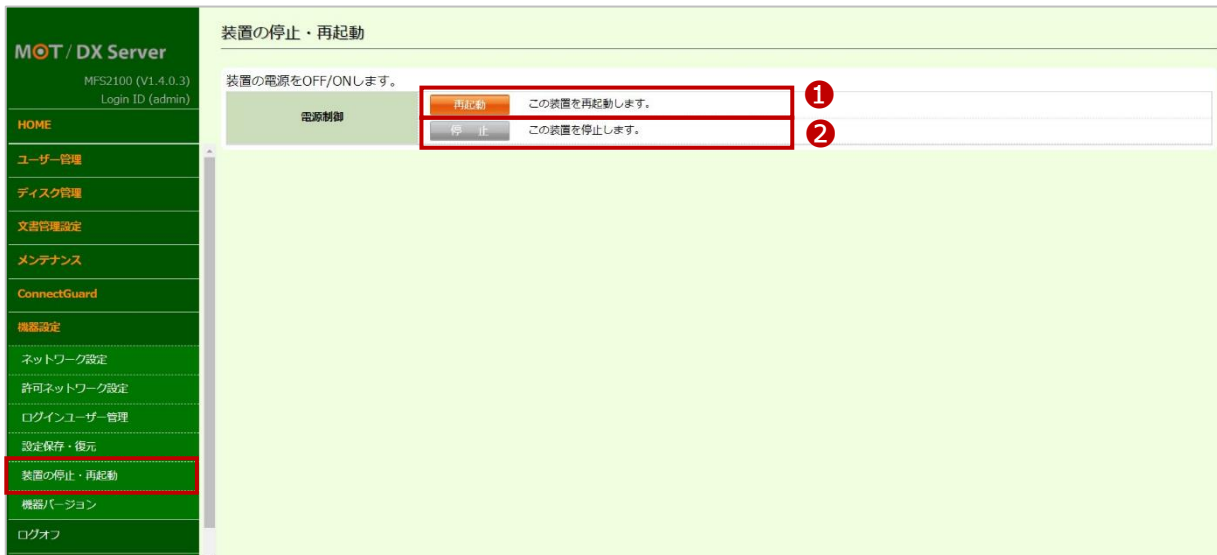 MOT/DX Server
MFS2100 (V1.4.0.3)
Login ID (admin)
HOME
ユーザー管理
ディスク管理
文書管理設定
メンテナンス
ConnectGuard
機器設定
ネットワーク設定
許可ネットワーク設定
ログインユーザー管理
設定保存・復元
装置の停止・再起動
機器バージョン
ログオフ
装置の停止・再起動
装置の電源をOFF/ONします。
電源制御
再起動 この装置を再起動します。 ❶
停 止 この装置を停止します。 ❷